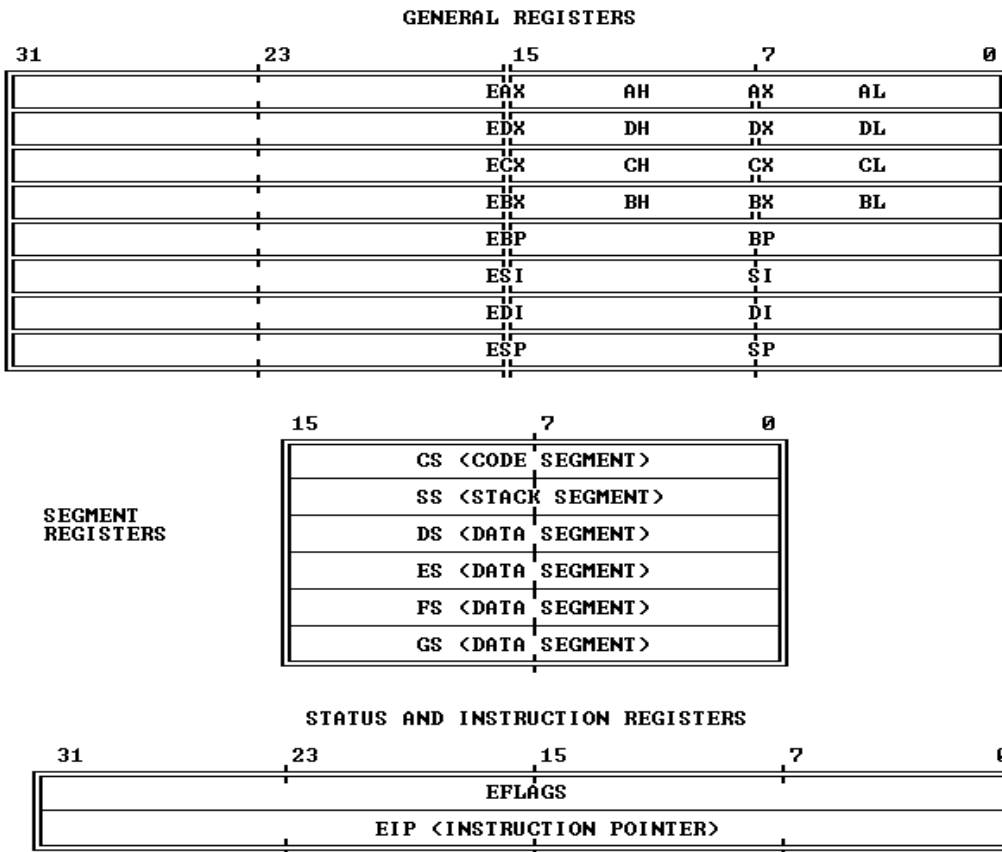 GENERAL REGISTERS
31 23 15 7 0
EAX AH AX AL
EDX DH DX DL
ECX CH CX CL
EBX BH BX BL
EBP BP
ESI SI
EDI DI
ESP SP
15 7 0
CS <CODE SEGMENT>
SS <STACK SEGMENT>
SEGMENT
REGISTERS
DS <DATA SEGMENT>
ES <DATA SEGMENT>
FS <DATA SEGMENT>
GS <DATA SEGMENT>
STATUS AND INSTRUCTION REGISTERS
31 23 15 7 0
EFLAGS
EIP <INSTRUCTION POINTER>